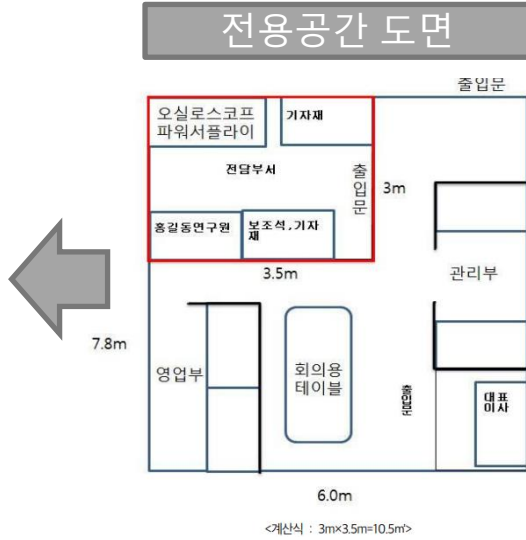 전용공간 도면
출입문
오실로스코프
파워서플라이
기자재
전담부서
출
입
문
3m
홍길동연구원
보조석,기자
재
3.5m
관리부
7.8m
영업부
회의용
테이블
출입문
대표
이사
6.0m
<계산식 : 3m×3.5m=10.5㎡>